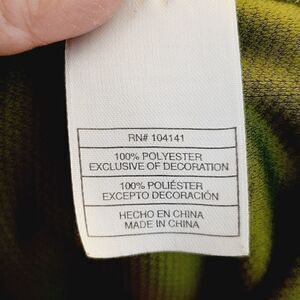 RN# 104141
100% POLYESTER
EXCLUSIVE OF DECORATION
100% POLIÉSTER
EXCEPTO DECORACIÓN
HECHO EN CHINA
MADE IN CHINA